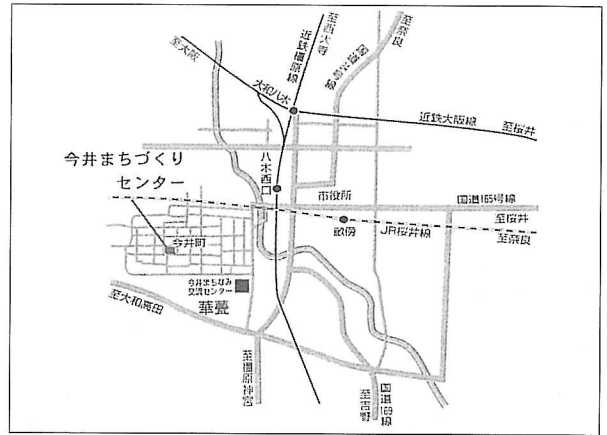 至奈良
至西大寺
近鉄橿原線
至大阪
大和八木
近鉄大阪線
至桜井
今井まちづくり
センター
八木西口
市役所
国道165号線
至桜井
畝傍
JR桜井線
至奈良
今井町
今井まちなみ
交流センター
華甍
至大和高田
至橿原神宮
国道169線
至吉野